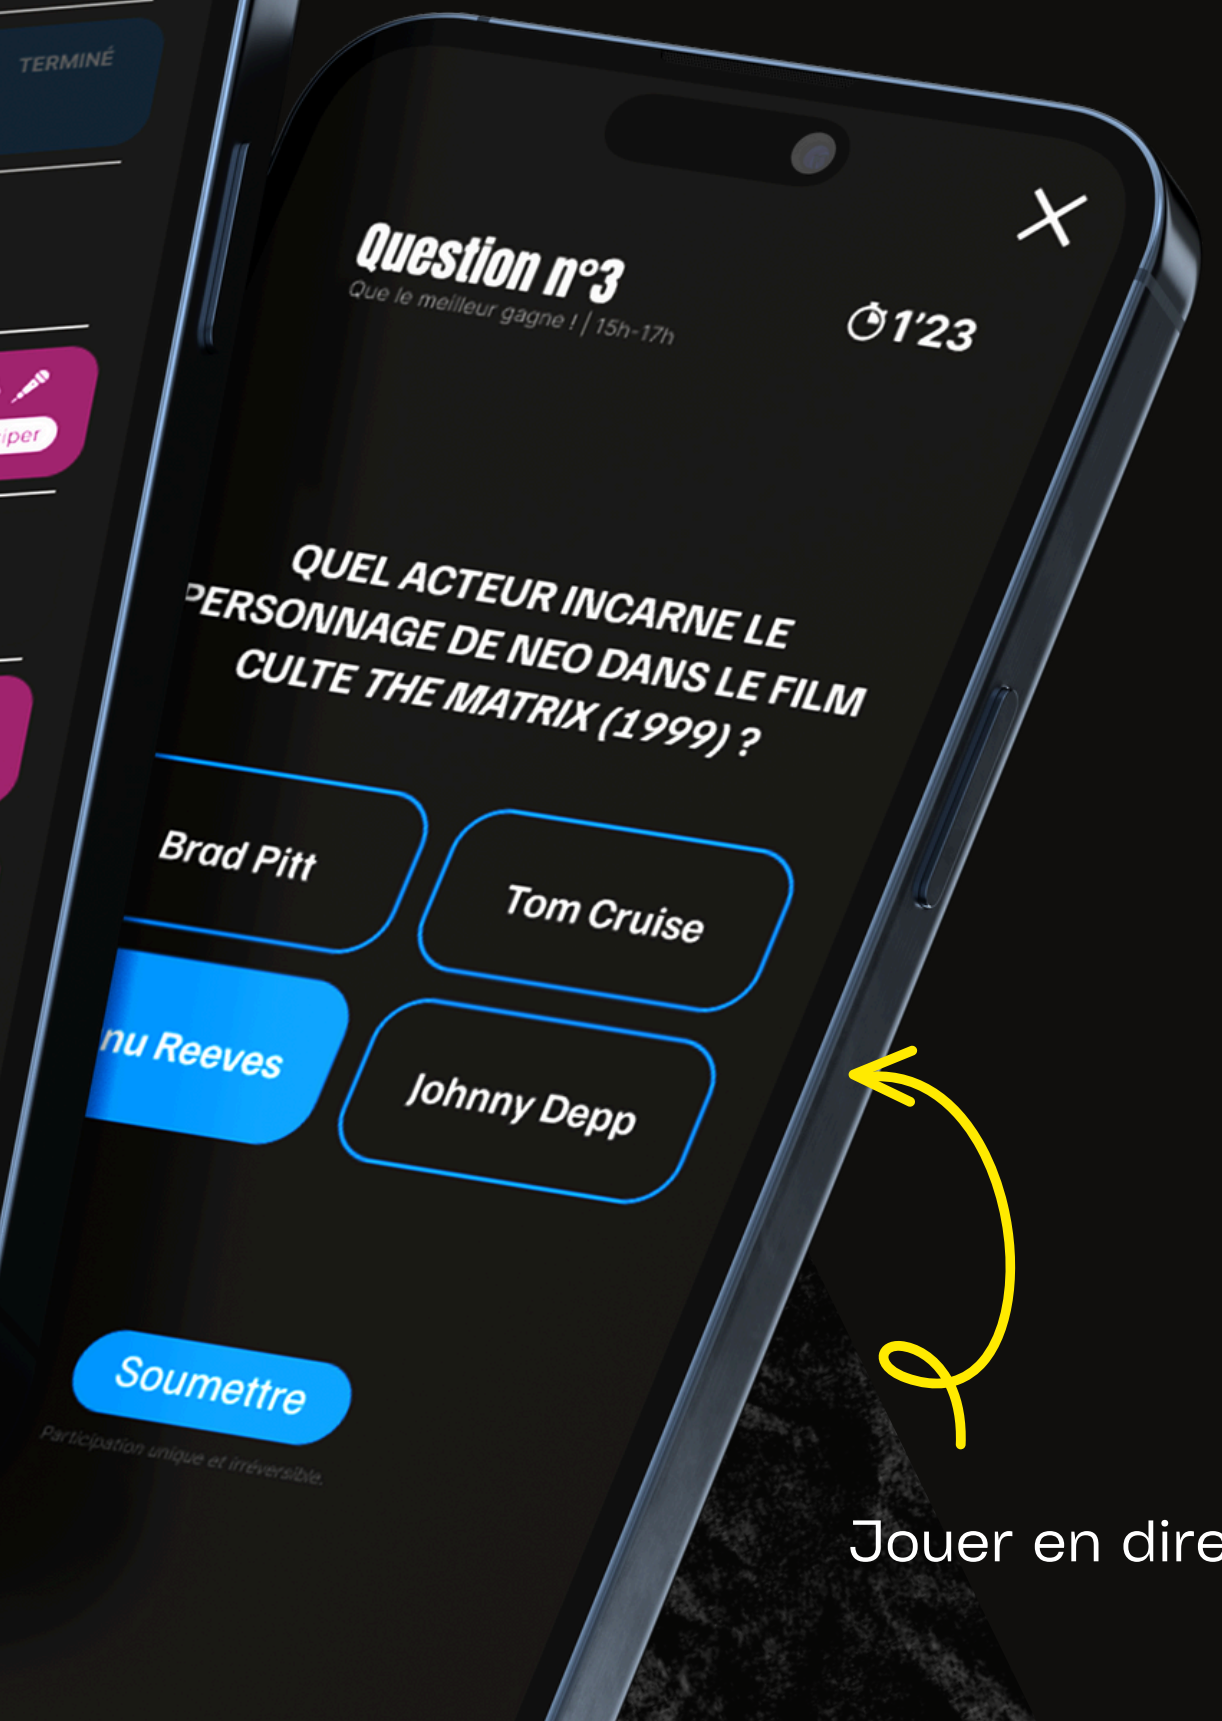 TERMINÉ
iper
Question n°3
Que le meilleur gagne ! | 15h-17h
1'23
QUEL ACTEUR INCARNE LE
PERSONNAGE DE NEO DANS LE FILM
CULTE THE MATRIX (1999) ?
Brad Pitt
Tom Cruise
nu Reeves
Johnny Depp
Soumettre
Participation unique et irréversible.
Jouer en dire